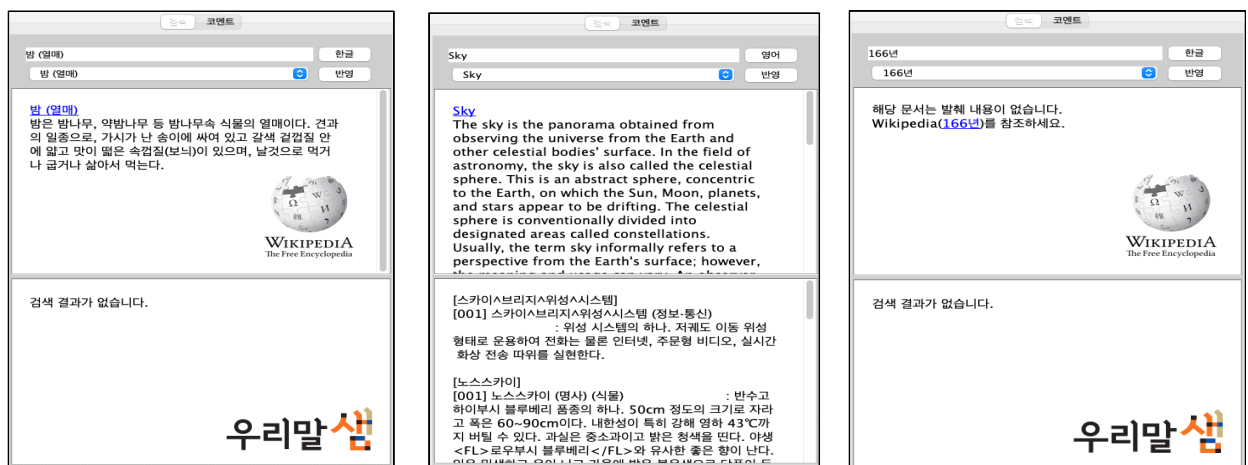 검색 코멘트
밤 (열매) 한글
밤 (열매) 반영
밤 (열매)
밤은 밤나무, 약밤나무 등 밤나무속 식물의 열매이다. 견과
의 일종으로, 가시가 난 송이에 싸여 있고 갈색 겉껍질 안
에 얇고 맛이 떫은 속껍질(보늬)이 있으며, 날것으로 먹거
나 굽거나 삶아서 먹는다.
WIKIPEDIA
The Free Encyclopedia
검색 결과가 없습니다.
우리말샘
검색 코멘트
Sky 영어
Sky 반영
Sky
The sky is the panorama obtained from
observing the universe from the Earth and
other celestial bodies' surface. In the field of
astronomy, the sky is also called the celestial
sphere. This is an abstract sphere, concentric
to the Earth, on which the Sun, Moon, planets,
and stars appear to be drifting. The celestial
sphere is conventionally divided into
designated areas called constellations.
Usually, the term sky informally refers to a
perspective from the Earth's surface; however,
the meaning and usage can vary. An observer
[스카이^브리지^위성^시스템]
[001] 스카이^브리지^위성^시스템 (정보·통신)
: 위성 시스템의 하나. 저궤도 이동 위성
형태로 운용하여 전화는 물론 인터넷, 주문형 비디오, 실시간
화상 전송 따위를 실현한다.
[노스스카이]
[001] 노스스카이 (명사) (식물) : 반수고
하이부시 블루베리 품종의 하나. 50cm 정도의 크기로 자라
고 폭은 60~90cm이다. 내한성이 특히 강해 영하 43℃까
지 버틸 수 있다. 과실은 중소과이고 밝은 청색을 띤다. 야생
<FL>로우부시 블루베리</FL>와 유사한 좋은 향이 난다.
검색 코멘트
166년 한글
166년 반영
해당 문서는 발췌 내용이 없습니다.
Wikipedia(166년)를 참조하세요.
WIKIPEDIA
The Free Encyclopedia
검색 결과가 없습니다.
우리말샘